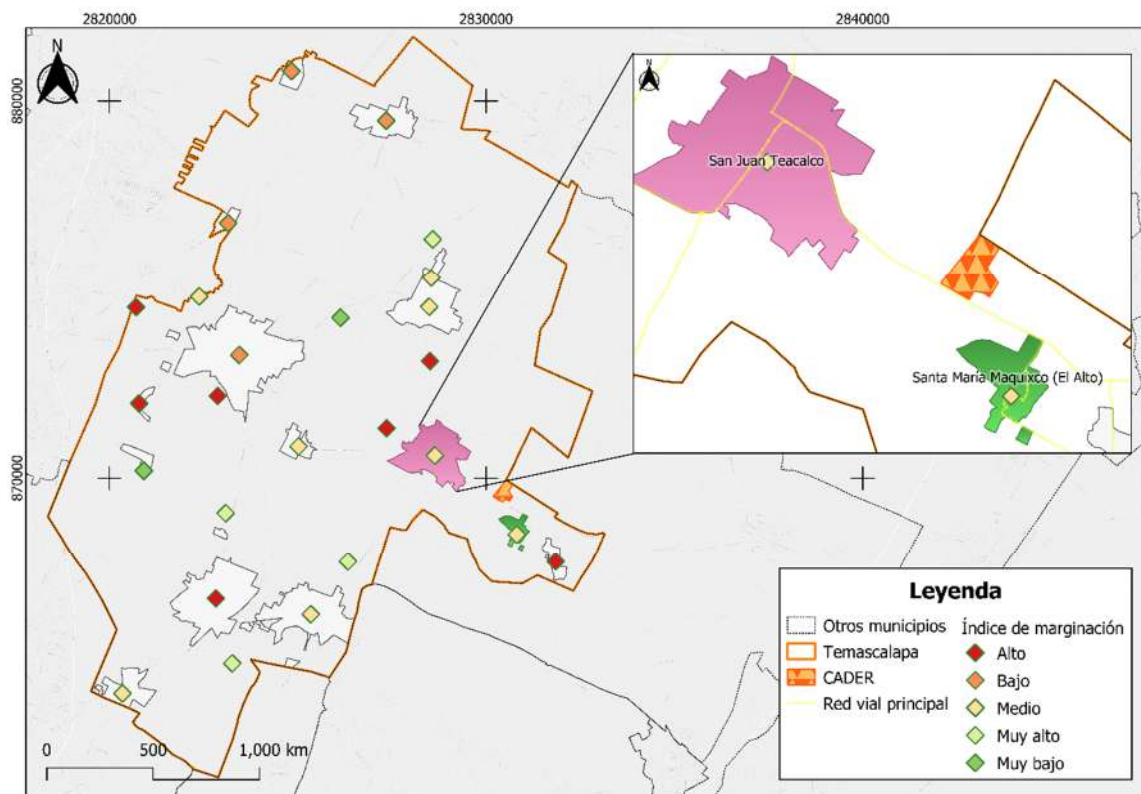 2820000
2830000
2840000
N
880000
870000
San Juan Teacalco
Santa María Maquixco (El Alto)
Leyenda
Otros municipios
Temascalapa
CADER
Red vial principal
Índice de marginación
Alto
Bajo
Medio
Muy alto
Muy bajo
0 500 1,000 km